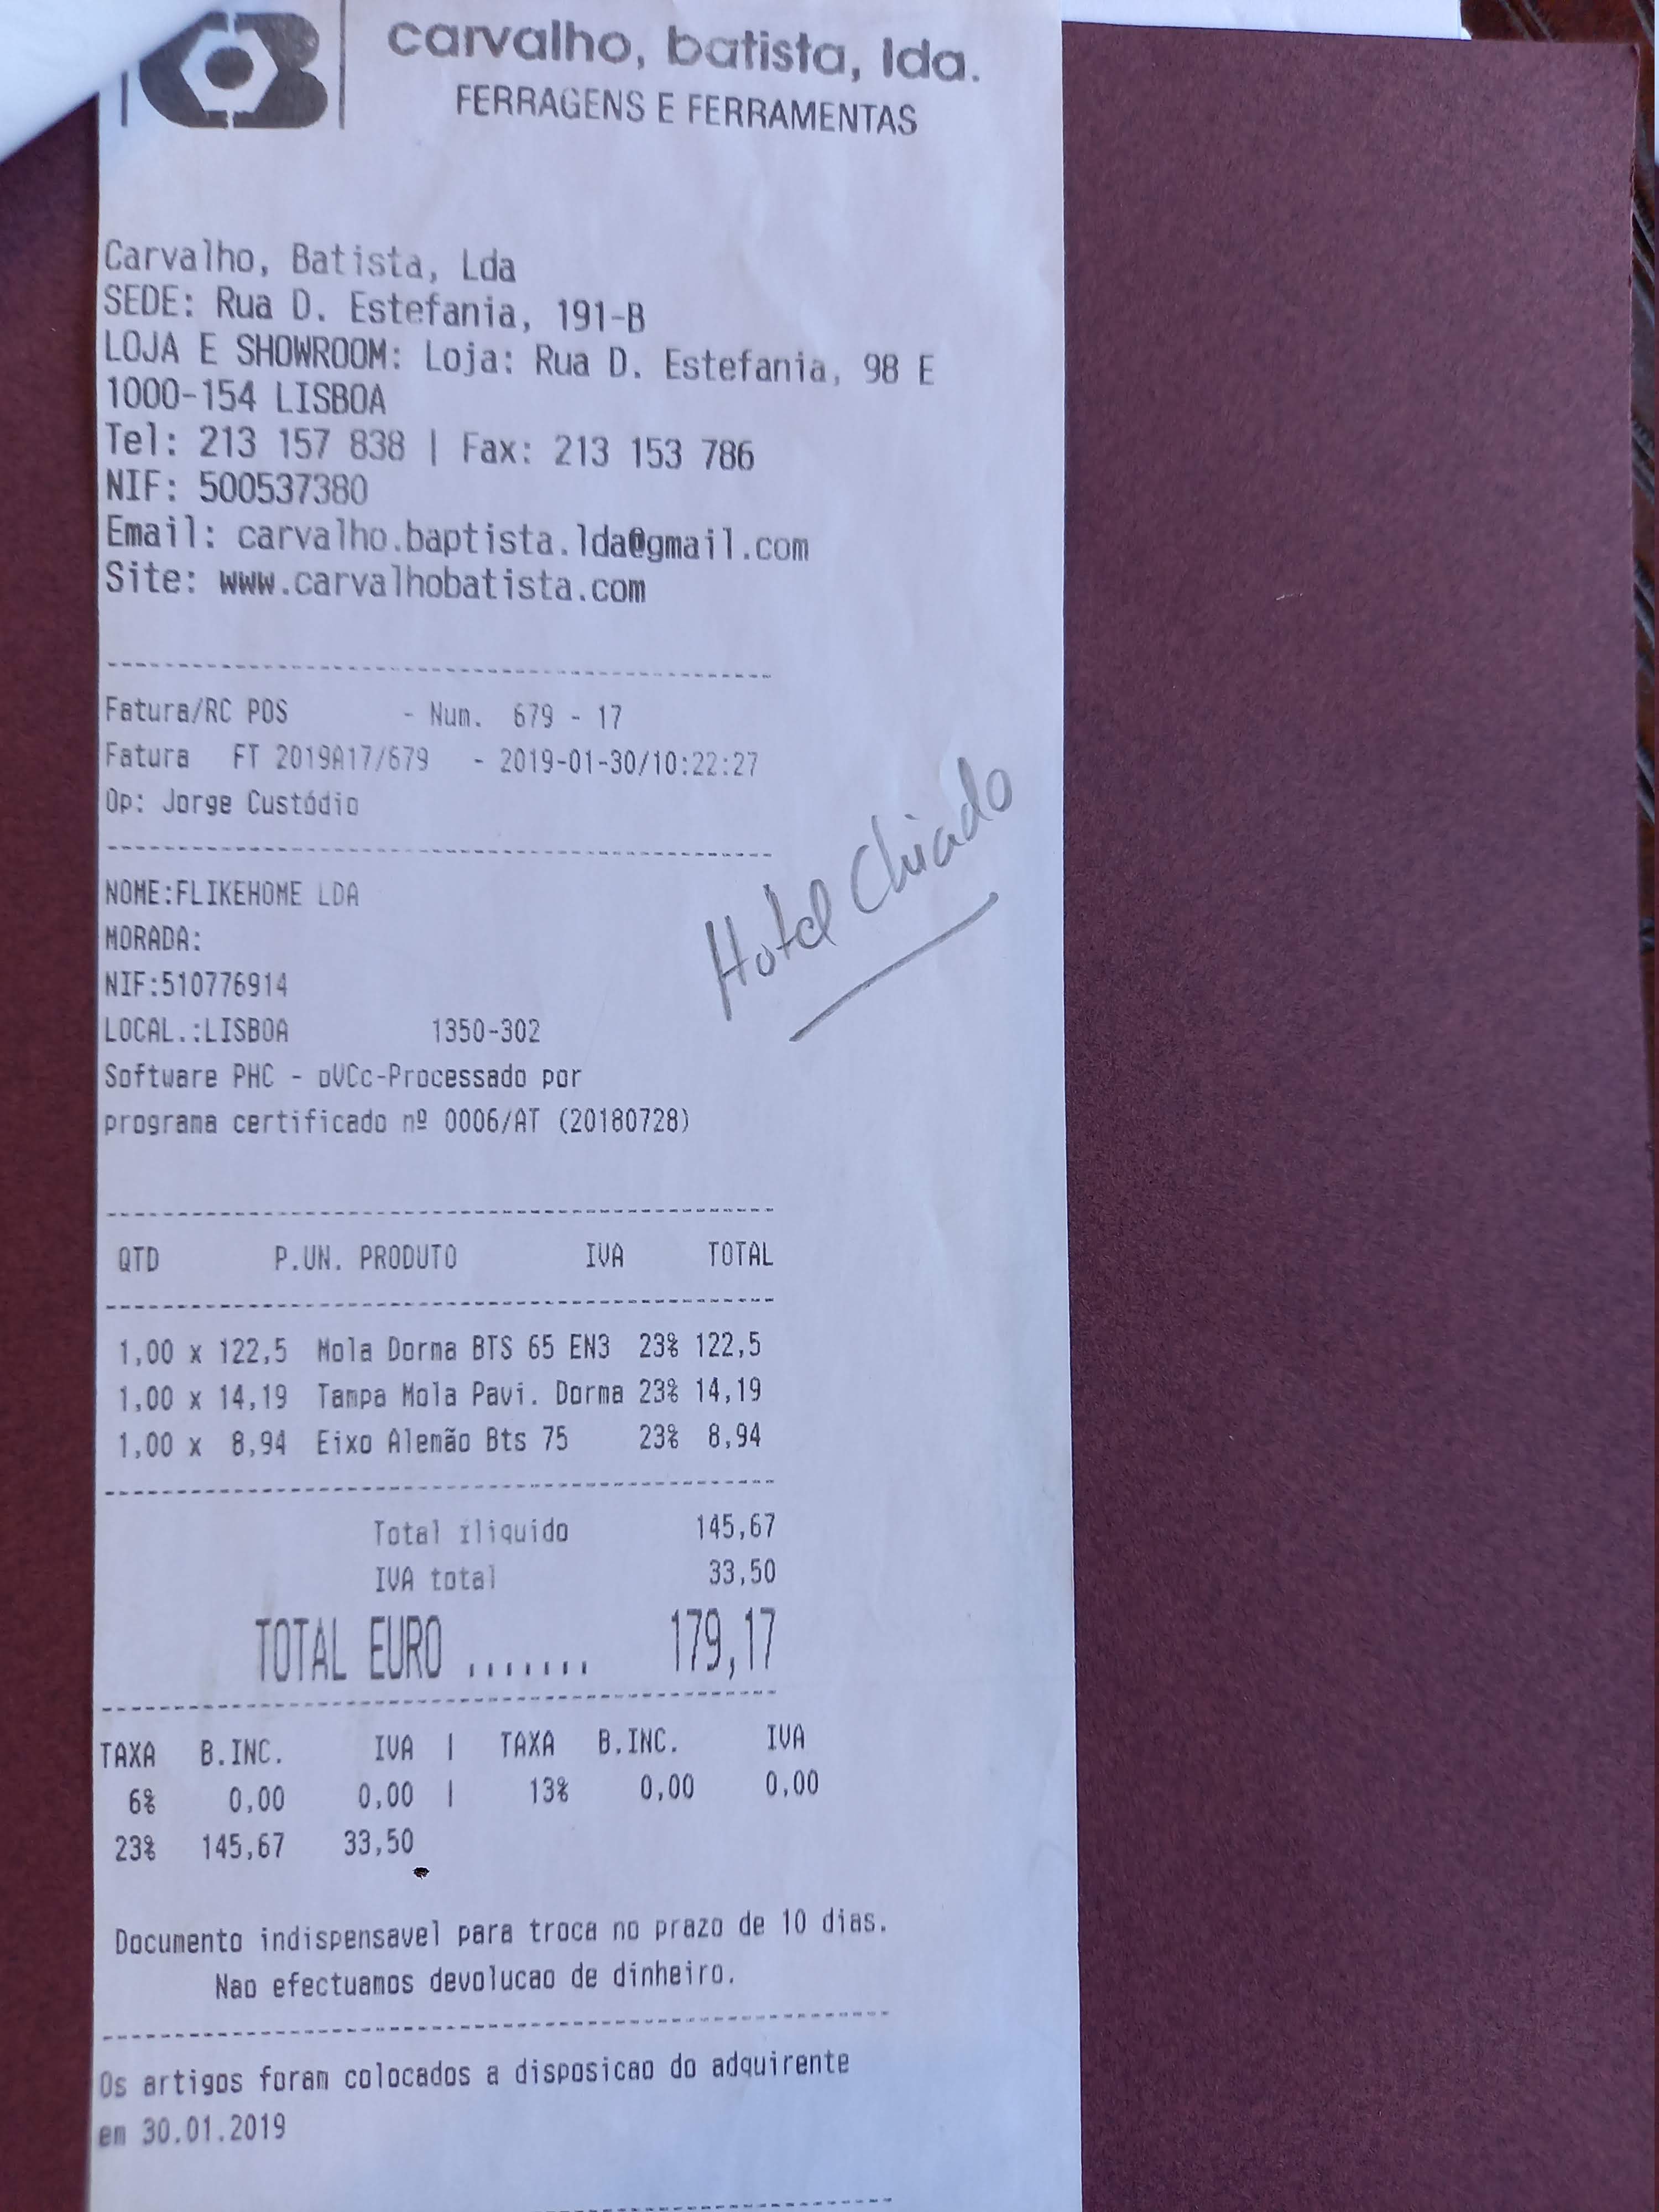 carvalho, batista, lda.
FERRAGENS E FERRAMENTAS
Carvalho, Batista, Lda
SEDE: Rua D. Estefania, 191-B
LOJA E SHOWROOM: Loja: Rua D. Estefania, 98 E
1000-154 LISBOA
Tel: 213 157 838 | Fax: 213 153 786
NIF: 500537380
Email: carvalho.baptista.lda@gmail.com
Site: www.carvalhobatista.com
Fatura/RC POS - Num. 679 - 17
Fatura FT 2019A17/679 - 2019-01-30/10:22:27
Op: Jorge Custódio
Hotel Chiado
NOME:FLIKEHOME LDA
MORADA:
NIF:510776914
LOCAL.:LISBOA 1350-302
Software PHC - oVCc-Processado por
programa certificado nº 0006/AT (20180728)
QTD P.UN. PRODUTO IVA TOTAL
1,00 x 122,5 Mola Dorma BTS 65 EN3 23% 122,5
1,00 x 14,19 Tampa Mola Pavi. Dorma 23% 14,19
1,00 x 8,94 Eixo Alemão Bts 75 23% 8,94
Total iliquido 145,67
IVA total 33,50
TOTAL EURO ....... 179,17
TAXA B.INC. IVA | TAXA B.INC. IVA
6% 0,00 0,00 | 13% 0,00 0,00
23% 145,67 33,50
Documento indispensavel para troca no prazo de 10 dias.
Nao efectuamos devolucao de dinheiro.
Os artigos foram colocados a disposicao do adquirente
em 30.01.2019